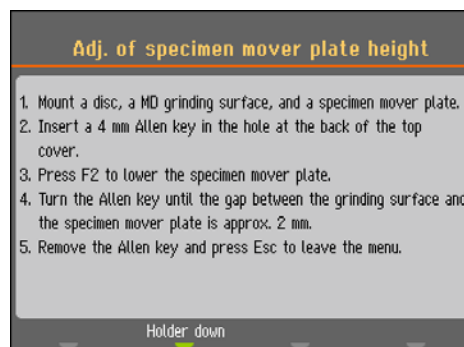 Adj. of specimen mover plate height
1. Mount a disc, a MD grinding surface, and a specimen mover plate.
2. Insert a 4 mm Allen key in the hole at the back of the top
cover.
3. Press F2 to lower the specimen mover plate.
4. Turn the Allen key until the gap between the grinding surface and
the specimen mover plate is approx. 2 mm.
5. Remove the Allen key and press Esc to leave the menu.
Holder down